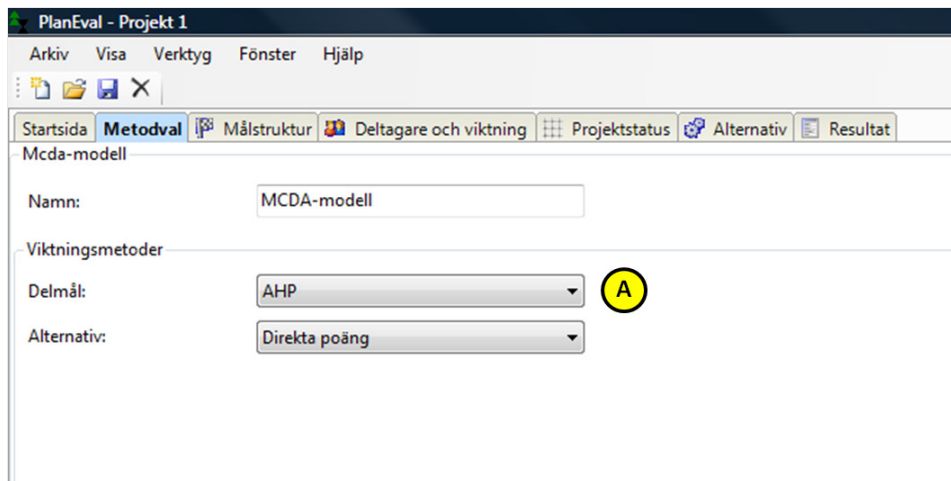 PlanEval - Projekt 1
Arkiv Visa Verktyg Fönster Hjälp
Startsida Metodval Målstruktur Deltagare och viktning Projektstatus Alternativ Resultat
Mcda-modell
Namn: MCDA-modell
Viktningsmetoder
Delmål: AHP A
Alternativ: Direkta poäng